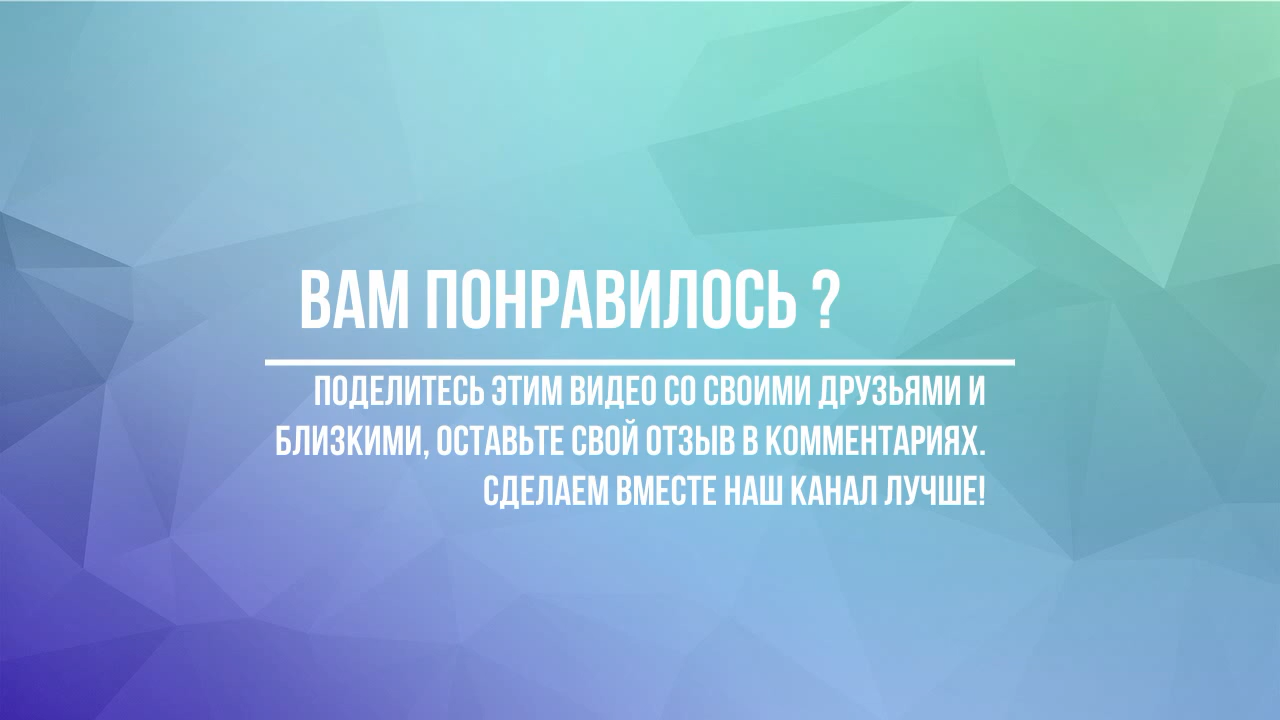 ВАМ ПОНРАВИЛОСЬ ?
ПОДЕЛИТЕСЬ ЭТИМ ВИДЕО СО СВОИМИ ДРУЗЬЯМИ И
БЛИЗКИМИ, ОСТАВЬТЕ СВОЙ ОТЗЫВ В КОММЕНТАРИЯХ.
СДЕЛАЕМ ВМЕСТЕ НАШ КАНАЛ ЛУЧШЕ!